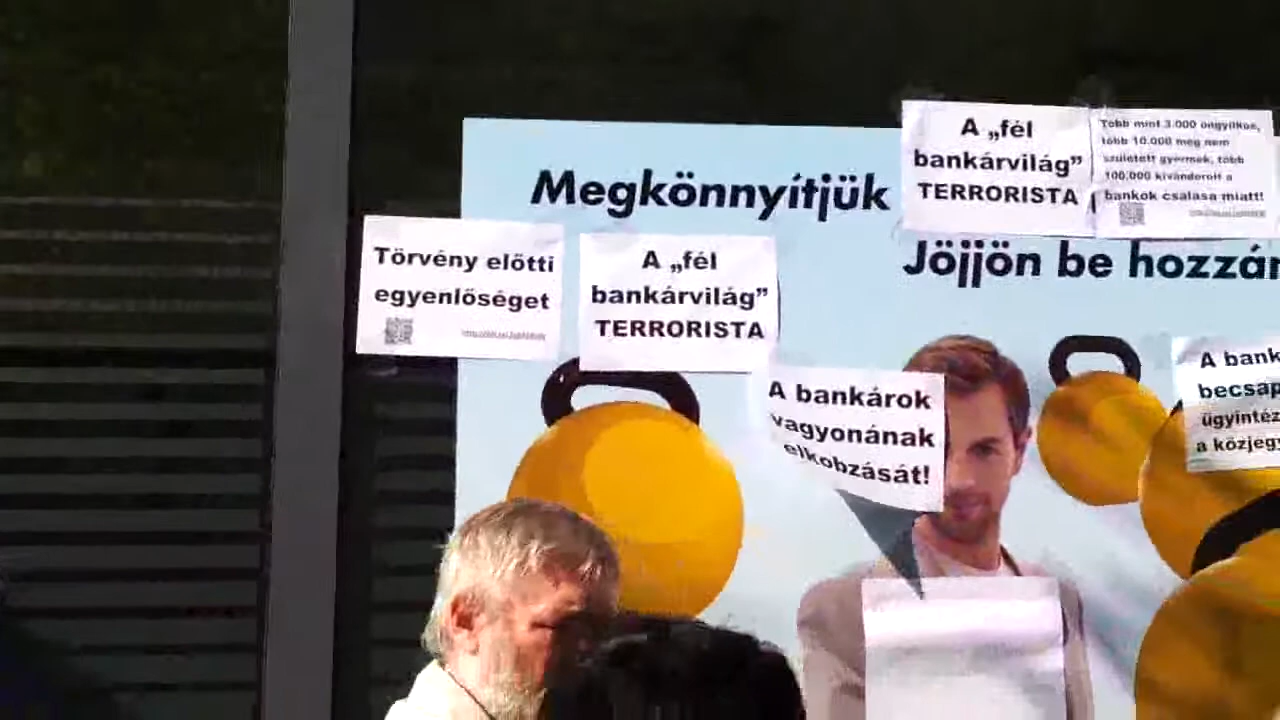 Megkönnyítjük
Jöjjön be hozzá
Törvény előtti
egyenlőséget
A „fél
bankárvilág”
TERRORISTA
A „fél
bankárvilág”
TERRORISTA
Több mint 3.000 öngyilkos,
több 10.000 meg nem
született gyermek, több
100.000 kivándorolt a
bankok csalása miatt!
A bankárok
vagyonának
elkobzását!
A bank
becsap
ügyintéz
a közjegy